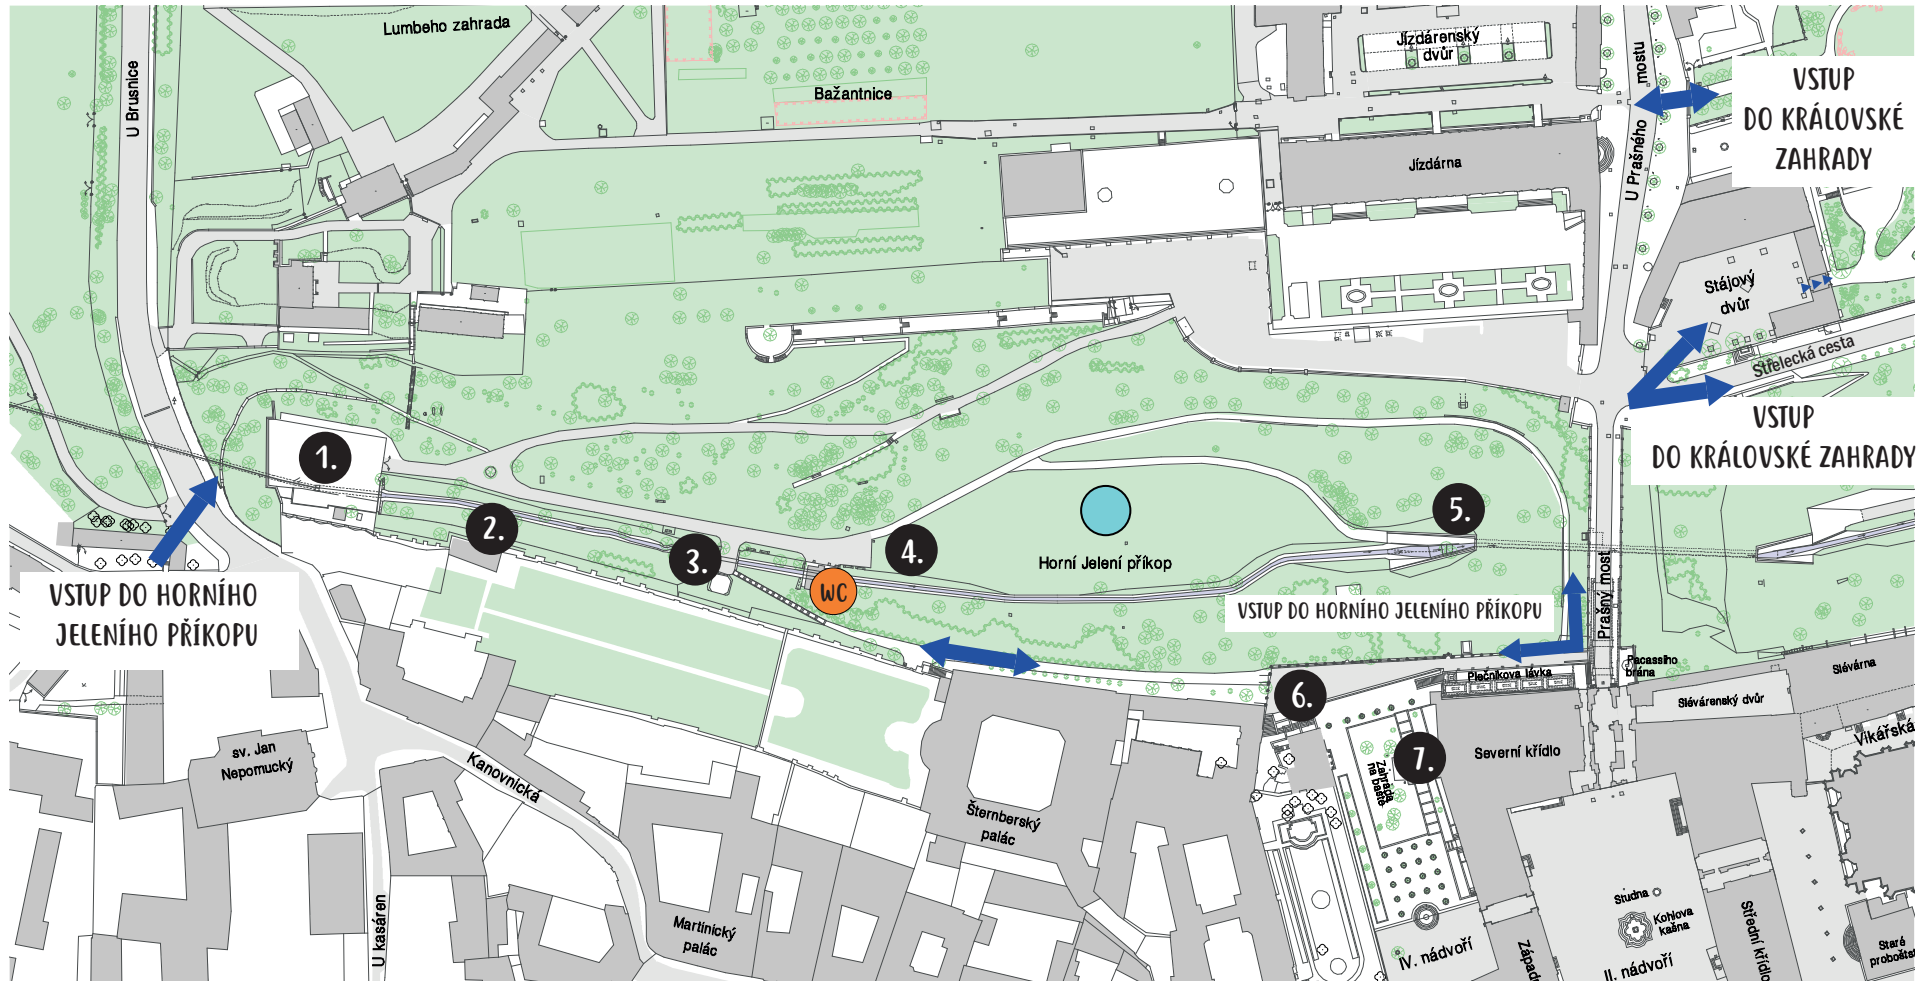 Lumbeho zahrada
U Brusnice
Bažantnice
Jízdárenský
dvůr
Jízdárna
U Prašného mostu
VSTUP
DO KRÁLOVSKÉ
ZAHRADY
Stájový
dvůr
Střelecká cesta
VSTUP
DO KRÁLOVSKÉ ZAHRADY
1.
2.
3.
4.
5.
WC
Horní Jelení příkop
VSTUP DO HORNÍHO
JELENÍHO PŘÍKOPU
VSTUP DO HORNÍHO JELENÍHO PŘÍKOPU
Prašný most
Pacassiho
brána
Plečnikova lávka
Slévárna
Slévárenský dvůr
Vikářská
6.
7.
Zahrada
na baště
Severní křídlo
sv. Jan
Nepomucký
Kanovnická
U kasáren
Šternberský
palác
Martinický
palác
Studna
Kohlova
kašna
IV. nádvoří
II. nádvoří
Západ
Střední křídlo
Staré
probošt